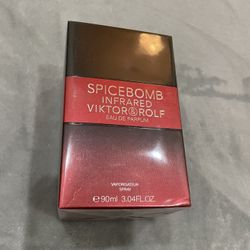 SPICEBOMB
INFRARED
VIKTOR&ROLF
EAU DE PARFUM
VAPORISATEUR
SPRAY
℮ 90ml 3.04FL.OZ.